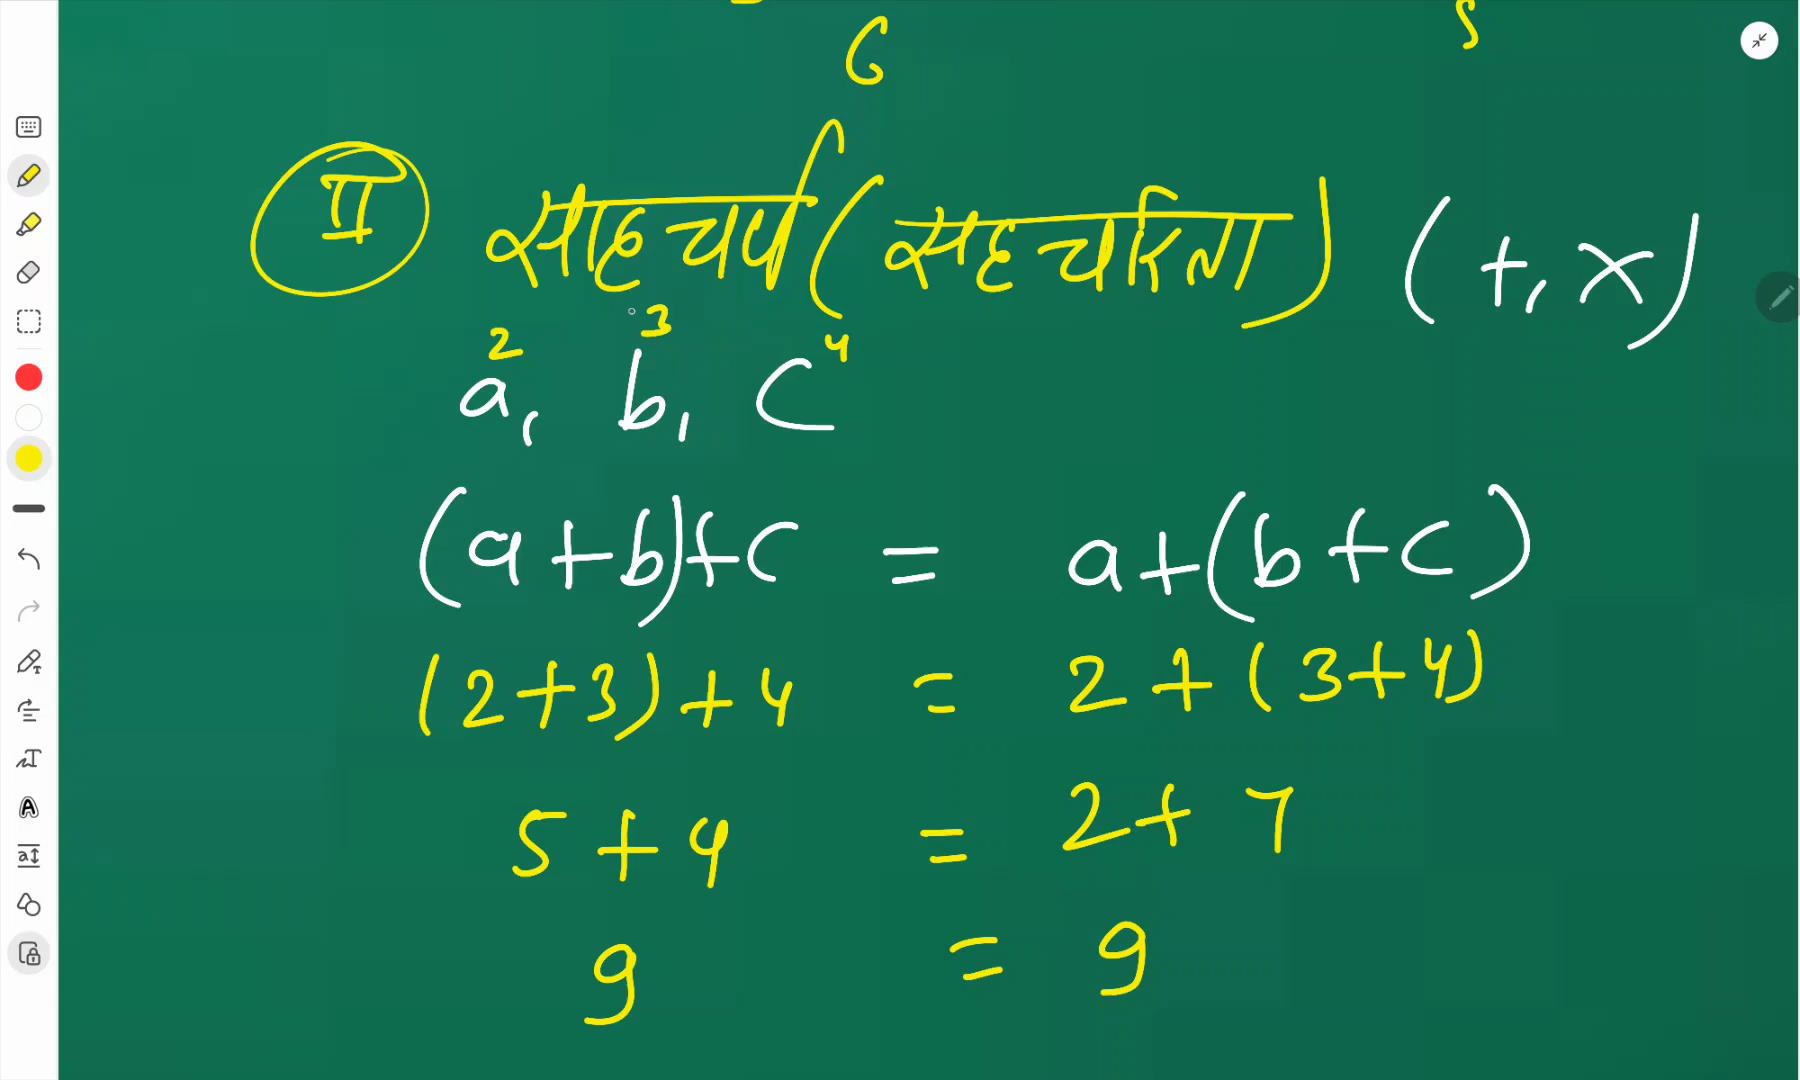 6 5
II साहचर्य (सहचरिता) (+, ×)
2 3 4
a, b, c
(a+b)+c = a+(b+c)
(2+3)+4 = 2+(3+4)
5+4 = 2+7
9 = 9